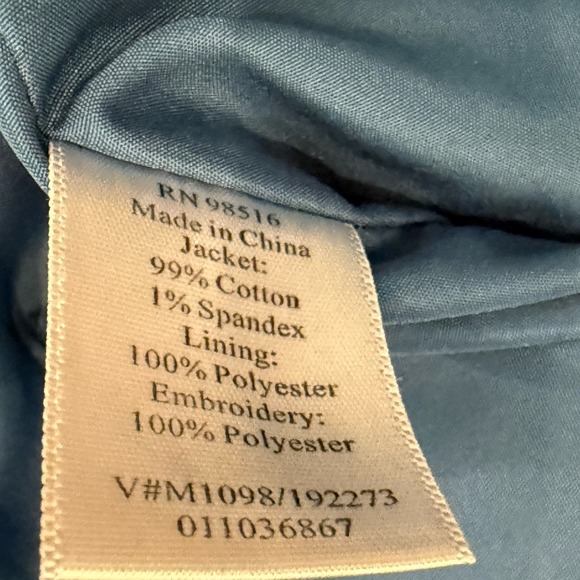 RN 98516
Made in China
Jacket:
99% Cotton
1% Spandex
Lining:
100% Polyester
Embroidery:
100% Polyester
V#M1098/192273
011036867